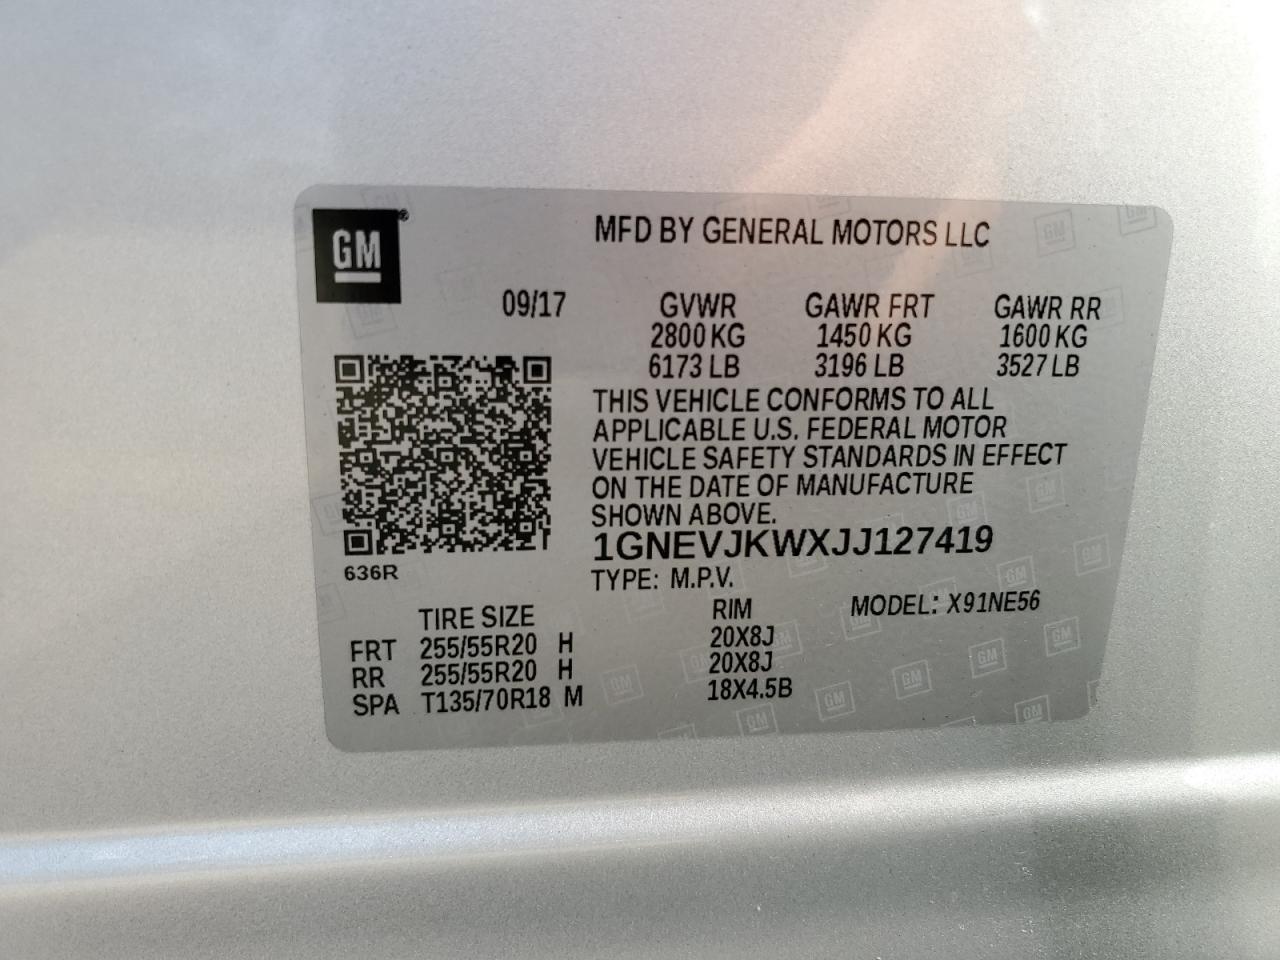 GM®
MFD BY GENERAL MOTORS LLC
09/17
GVWR GAWR FRT GAWR RR
2800 KG 1450 KG 1600 KG
6173 LB 3196 LB 3527 LB
THIS VEHICLE CONFORMS TO ALL
APPLICABLE U.S. FEDERAL MOTOR
VEHICLE SAFETY STANDARDS IN EFFECT
ON THE DATE OF MANUFACTURE
SHOWN ABOVE.
1GNEVJKWXJJ127419
636R
TYPE: M.P.V.
MODEL: X91NE56
TIRE SIZE RIM
FRT 255/55R20 H 20X8J
RR 255/55R20 H 20X8J
SPA T135/70R18 M 18X4.5B